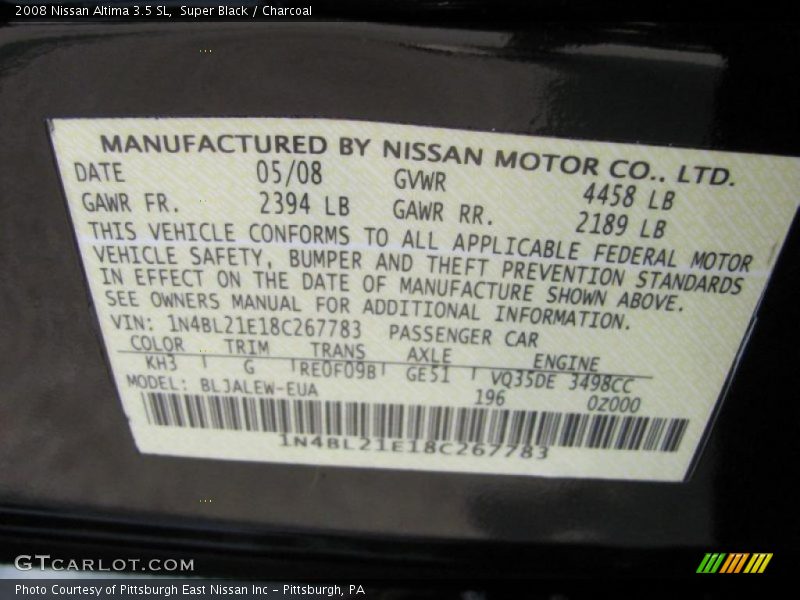 2008 Nissan Altima 3.5 SL, Super Black / Charcoal
MANUFACTURED BY NISSAN MOTOR CO., LTD.
DATE 05/08 GVWR 4458 LB
GAWR FR. 2394 LB GAWR RR. 2189 LB
THIS VEHICLE CONFORMS TO ALL APPLICABLE FEDERAL MOTOR
VEHICLE SAFETY, BUMPER AND THEFT PREVENTION STANDARDS
IN EFFECT ON THE DATE OF MANUFACTURE SHOWN ABOVE.
SEE OWNERS MANUAL FOR ADDITIONAL INFORMATION.
VIN: 1N4BL21E18C267783 PASSENGER CAR
COLOR TRIM TRANS AXLE ENGINE
KH3 G RE0F09B GE51 VQ35DE 3498CC
MODEL: BLJALEW-EUA 196 0Z000
1N4BL21E18C267783
GTCARLOT.COM
Photo Courtesy of Pittsburgh East Nissan Inc - Pittsburgh, PA